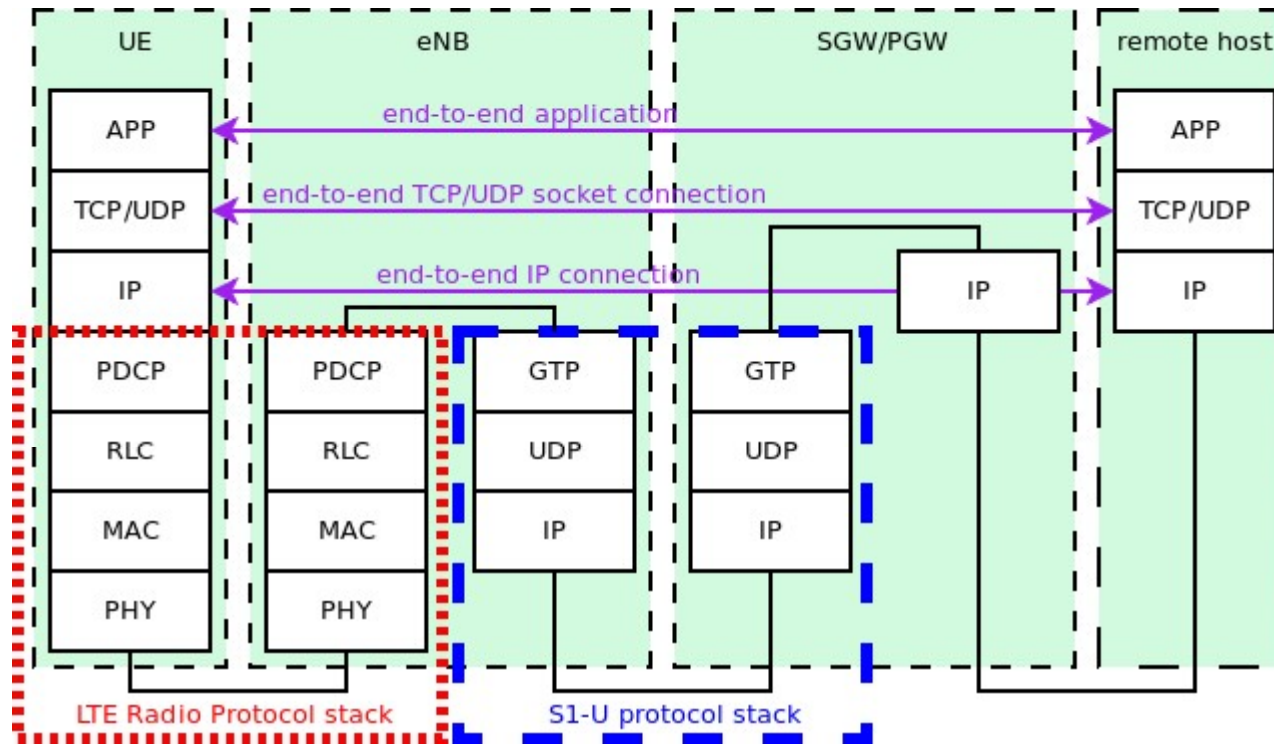 UE
eNB
SGW/PGW
remote host
end-to-end application
APP
APP
end-to-end TCP/UDP socket connection
TCP/UDP
TCP/UDP
end-to-end IP connection
IP
IP
IP
PDCP
PDCP
GTP
GTP
RLC
RLC
UDP
UDP
MAC
MAC
IP
IP
PHY
PHY
LTE Radio Protocol stack
S1-U protocol stack